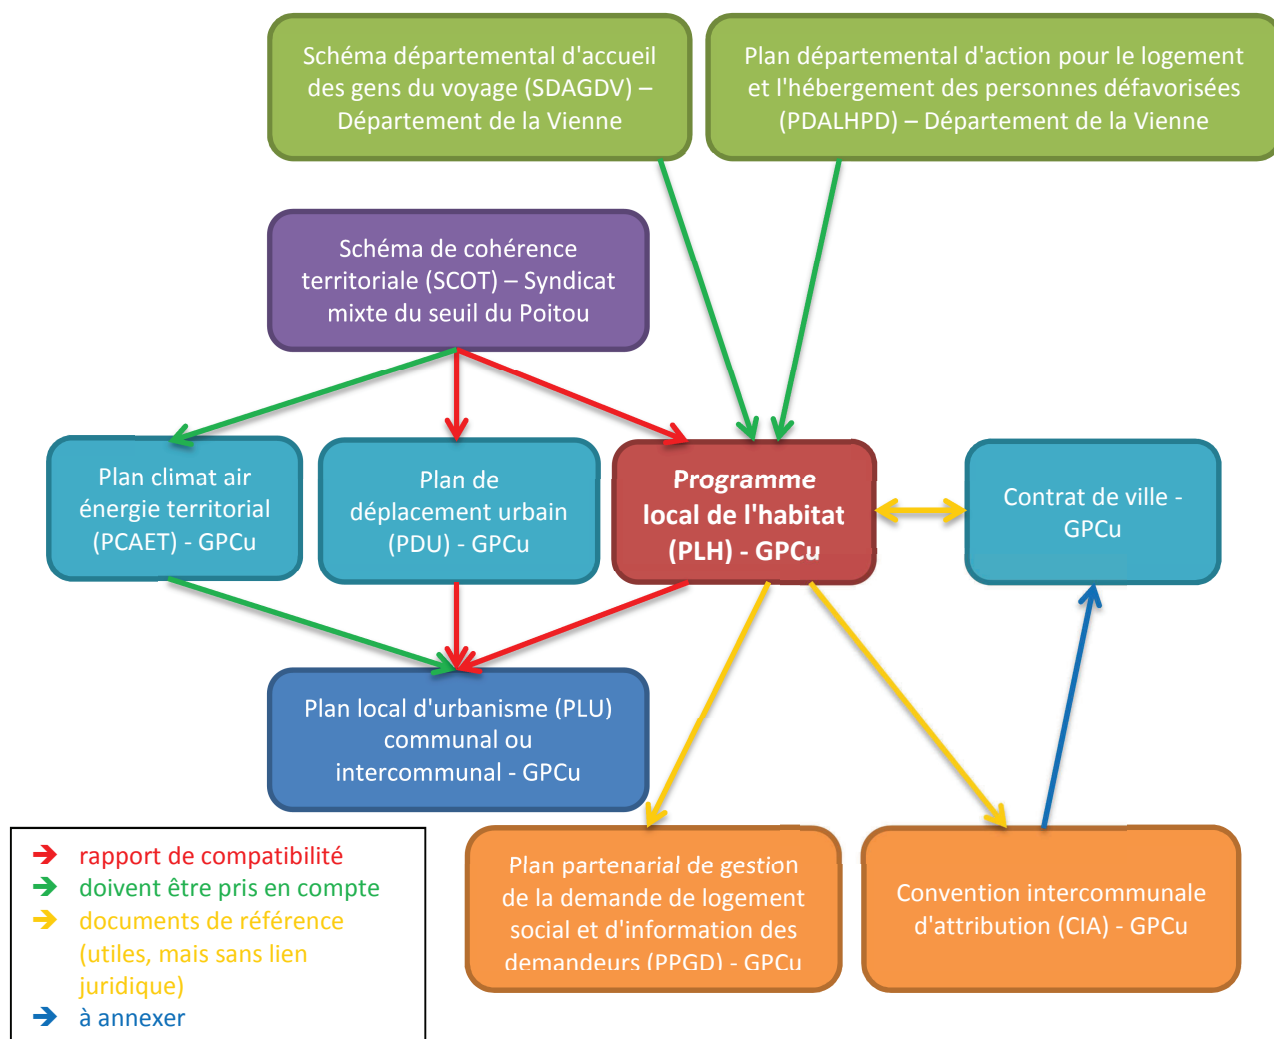 Schéma départemental d'accueil
des gens du voyage (SDAGDV) –
Département de la Vienne
Plan départemental d'action pour le logement
et l'hébergement des personnes défavorisées
(PDALHPD) – Département de la Vienne
Schéma de cohérence
territoriale (SCOT) – Syndicat
mixte du seuil du Poitou
Plan climat air
énergie territorial
(PCAET) - GPCu
Plan de
déplacement urbain
(PDU) - GPCu
Programme
local de l'habitat
(PLH) - GPCu
Contrat de ville -
GPCu
Plan local d'urbanisme (PLU)
communal ou
intercommunal - GPCu
Plan partenarial de gestion
de la demande de logement
social et d'information des
demandeurs (PPGD) - GPCu
Convention intercommunale
d'attribution (CIA) - GPCu
rapport de compatibilité
doivent être pris en compte
documents de référence
(utiles, mais sans lien
juridique)
à annexer